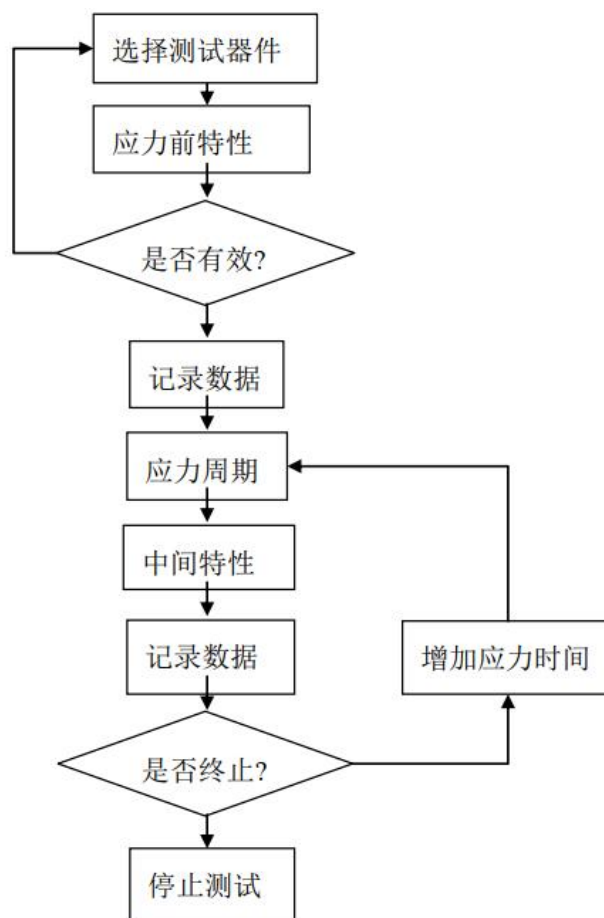 选择测试器件
应力前特性
是否有效?
记录数据
应力周期
中间特性
记录数据
增加应力时间
是否终止?
停止测试